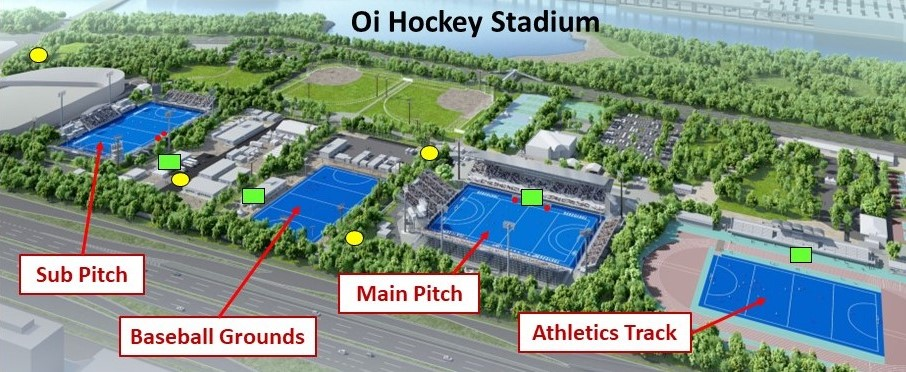 Oi Hockey Stadium
Sub Pitch
Baseball Grounds
Main Pitch
Athletics Track